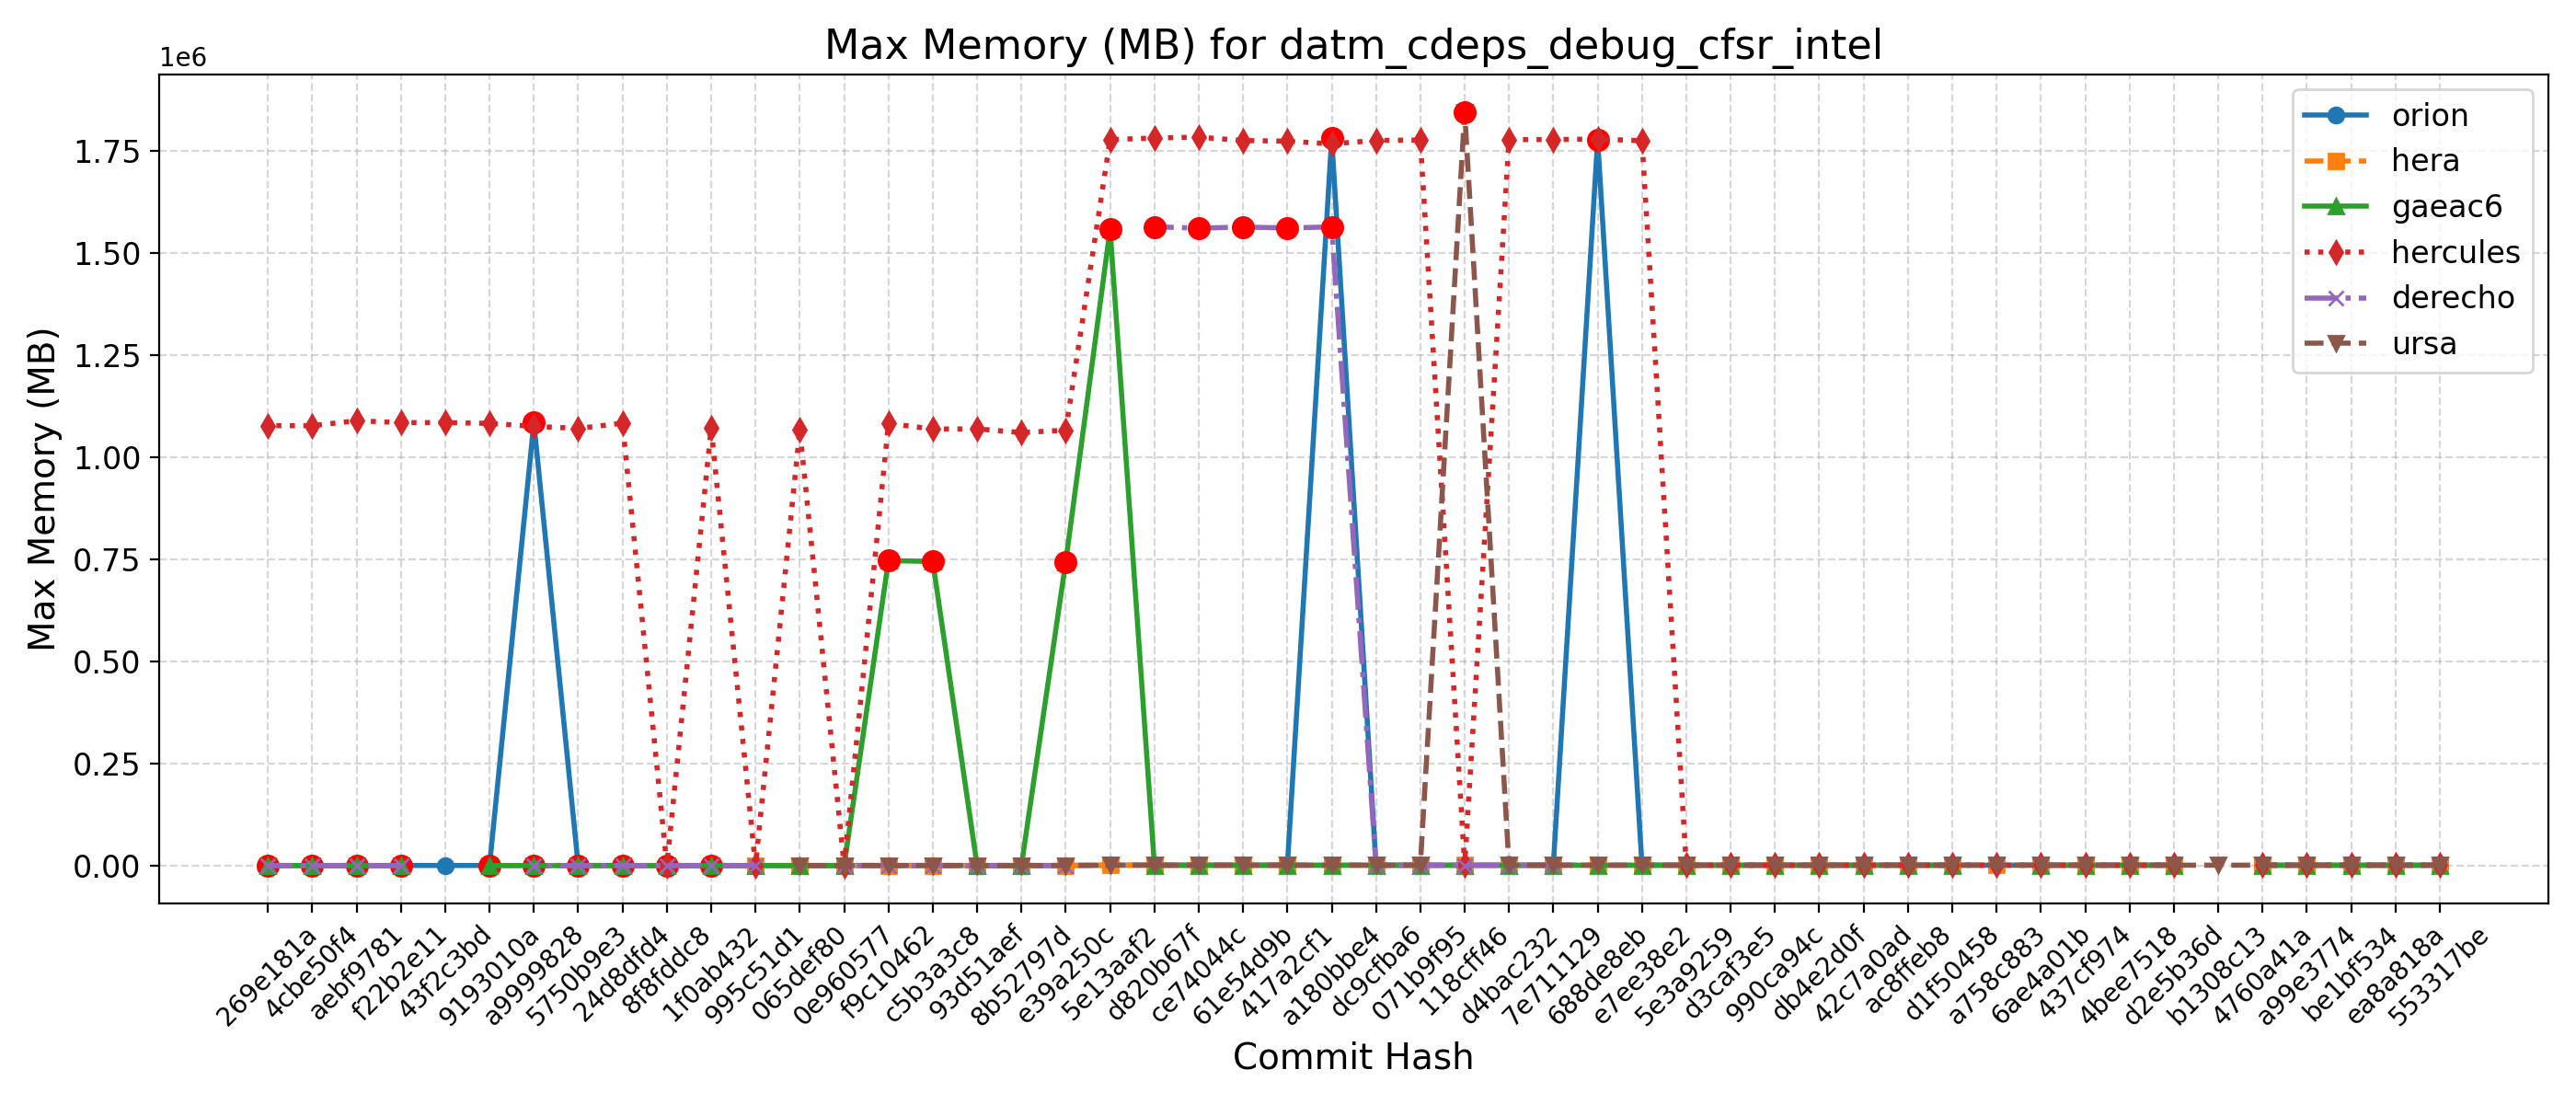 Max Memory (MB) for datm_cdeps_debug_cfsr_intel
1e6
1.75
1.50
1.25
1.00
0.75
0.50
0.25
0.00
Max Memory (MB)
orion
hera
gaeac6
hercules
derecho
ursa
269e181a
4cbe50f4
aebf9781
f22b2e11
43f2c3bd
9193010a
a9999828
5750b9e3
24d8dfd4
8f8fddc8
1f0ab432
995c51d1
065def80
0e960577
f9c10462
c5b3a3c8
93d51aef
8b52797d
e39a250c
5e13aaf2
d820b67f
ce74044c
61e54d9b
417a2cf1
a180bbe4
dc9cfba6
071b9f95
118cff46
d4bac232
7e711129
688de8eb
e7ee38e2
5e3a9259
d3caf3e5
990ca94c
db4e2d0f
42c7a0ad
ac8ffeb8
d1f50458
a758c883
6ae4a01b
437cf974
4bee7518
d2e5b36d
b1308c13
4760a41a
a99e3774
be1bf534
ea8a818a
553317be
Commit Hash